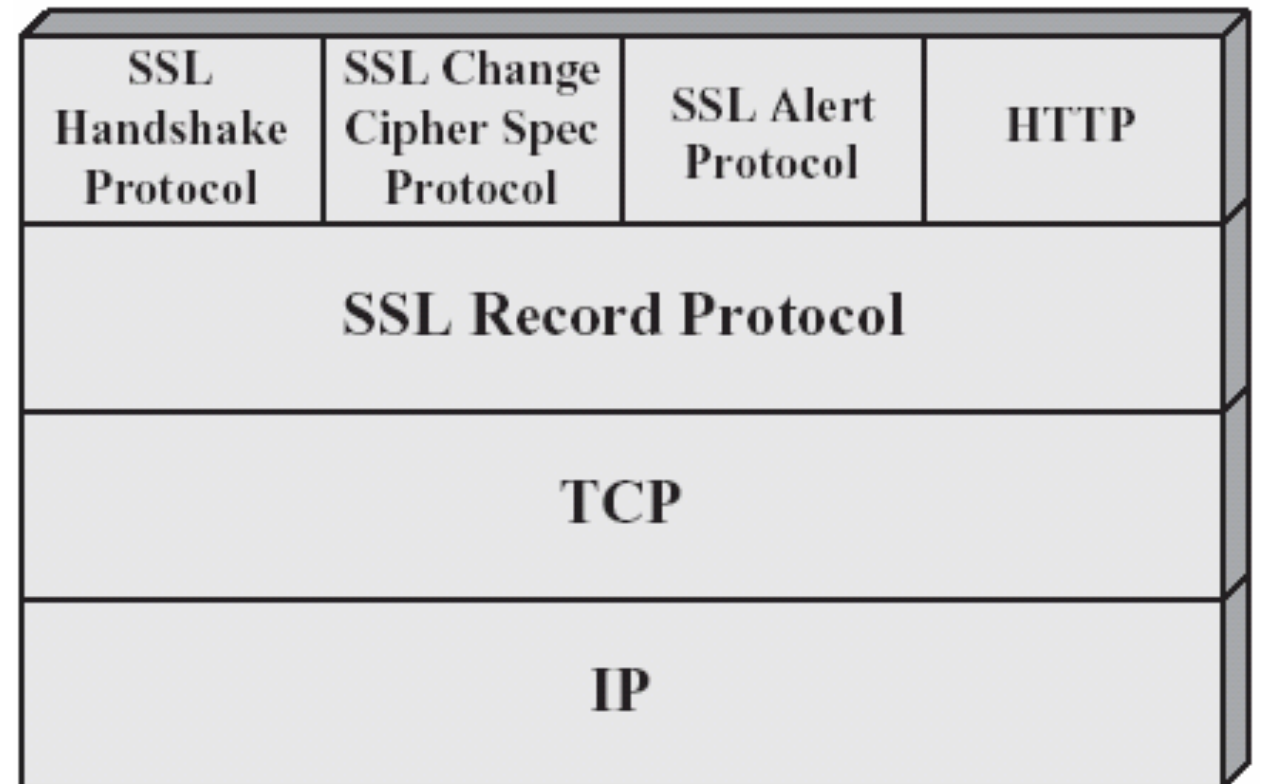 SSL
Handshake
Protocol
SSL Change
Cipher Spec
Protocol
SSL Alert
Protocol
HTTP
SSL Record Protocol
TCP
IP